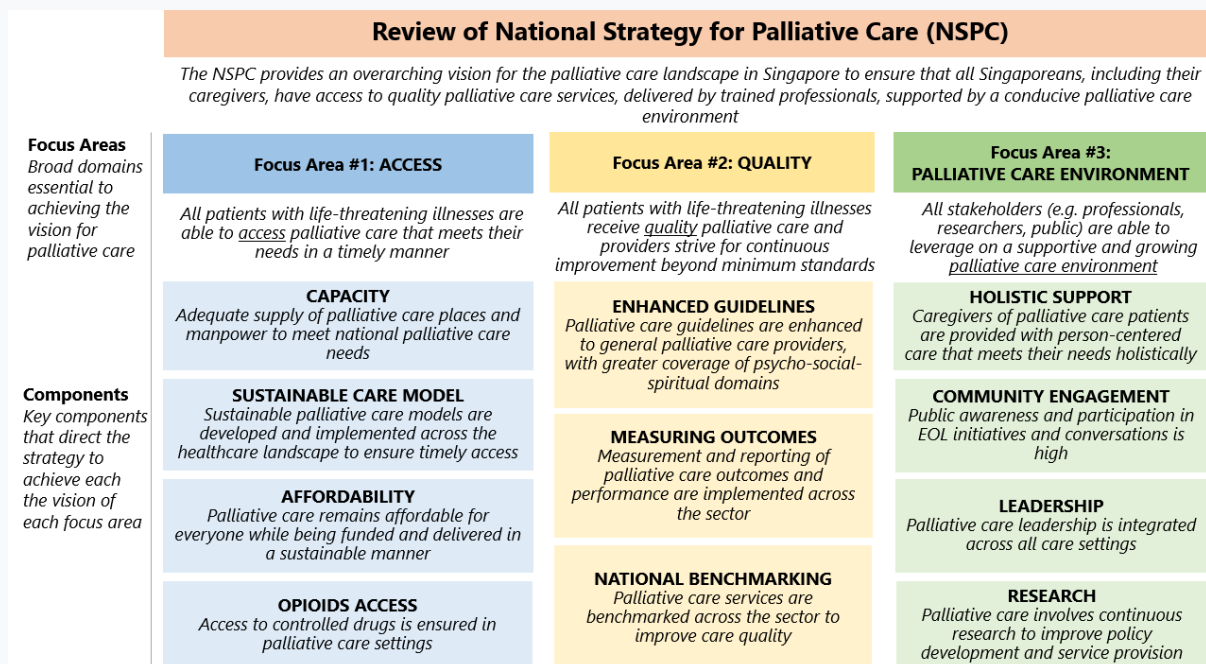 Review of National Strategy for Palliative Care (NSPC)
The NSPC provides an overarching vision for the palliative care landscape in Singapore to ensure that all Singaporeans, including their
caregivers, have access to quality palliative care services, delivered by trained professionals, supported by a conducive palliative care
environment
Focus Areas
Broad domains
essential to
achieving the
vision for
palliative care
Focus Area #1: ACCESS
All patients with life-threatening illnesses are
able to access palliative care that meets their
needs in a timely manner
Focus Area #2: QUALITY
All patients with life-threatening illnesses
receive quality palliative care and
providers strive for continuous
improvement beyond minimum standards
Focus Area #3:
PALLIATIVE CARE ENVIRONMENT
All stakeholders (e.g. professionals,
researchers, public) are able to
leverage on a supportive and growing
palliative care environment
Components
Key components
that direct the
strategy to
achieve each
the vision of
each focus area
CAPACITY
Adequate supply of palliative care places and
manpower to meet national palliative care
needs
SUSTAINABLE CARE MODEL
Sustainable palliative care models are
developed and implemented across the
healthcare landscape to ensure timely access
AFFORDABILITY
Palliative care remains affordable for
everyone while being funded and delivered in
a sustainable manner
OPIOIDS ACCESS
Access to controlled drugs is ensured in
palliative care settings
ENHANCED GUIDELINES
Palliative care guidelines are enhanced
to general palliative care providers,
with greater coverage of psycho-social-
spiritual domains
MEASURING OUTCOMES
Measurement and reporting of
palliative care outcomes and
performance are implemented across
the sector
NATIONAL BENCHMARKING
Palliative care services are
benchmarked across the sector to
improve care quality
HOLISTIC SUPPORT
Caregivers of palliative care patients
are provided with person-centered
care that meets their needs holistically
COMMUNITY ENGAGEMENT
Public awareness and participation in
EOL initiatives and conversations is
high
LEADERSHIP
Palliative care leadership is integrated
across all care settings
RESEARCH
Palliative care involves continuous
research to improve policy
development and service provision